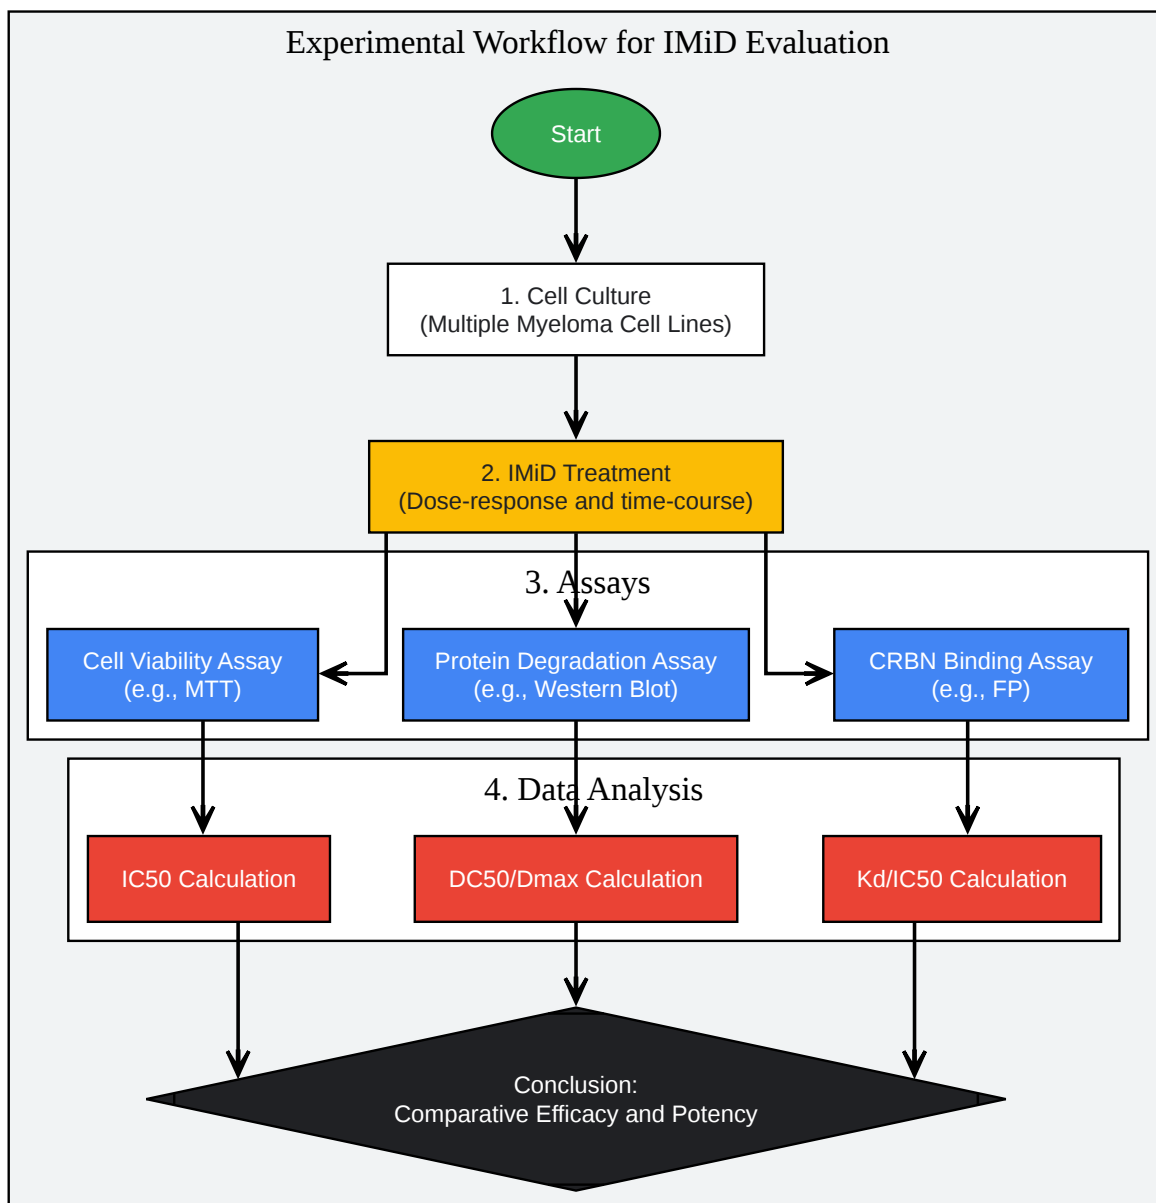 Experimental Workflow for IMiD Evaluation
Start
1. Cell Culture
(Multiple Myeloma Cell Lines)
2. IMiD Treatment
(Dose-response and time-course)
3. Assays
Cell Viability Assay
(e.g., MTT)
Protein Degradation Assay
(e.g., Western Blot)
CRBN Binding Assay
(e.g., FP)
4. Data Analysis
IC50 Calculation
DC50/Dmax Calculation
Kd/IC50 Calculation
Conclusion:
Comparative Efficacy and Potency